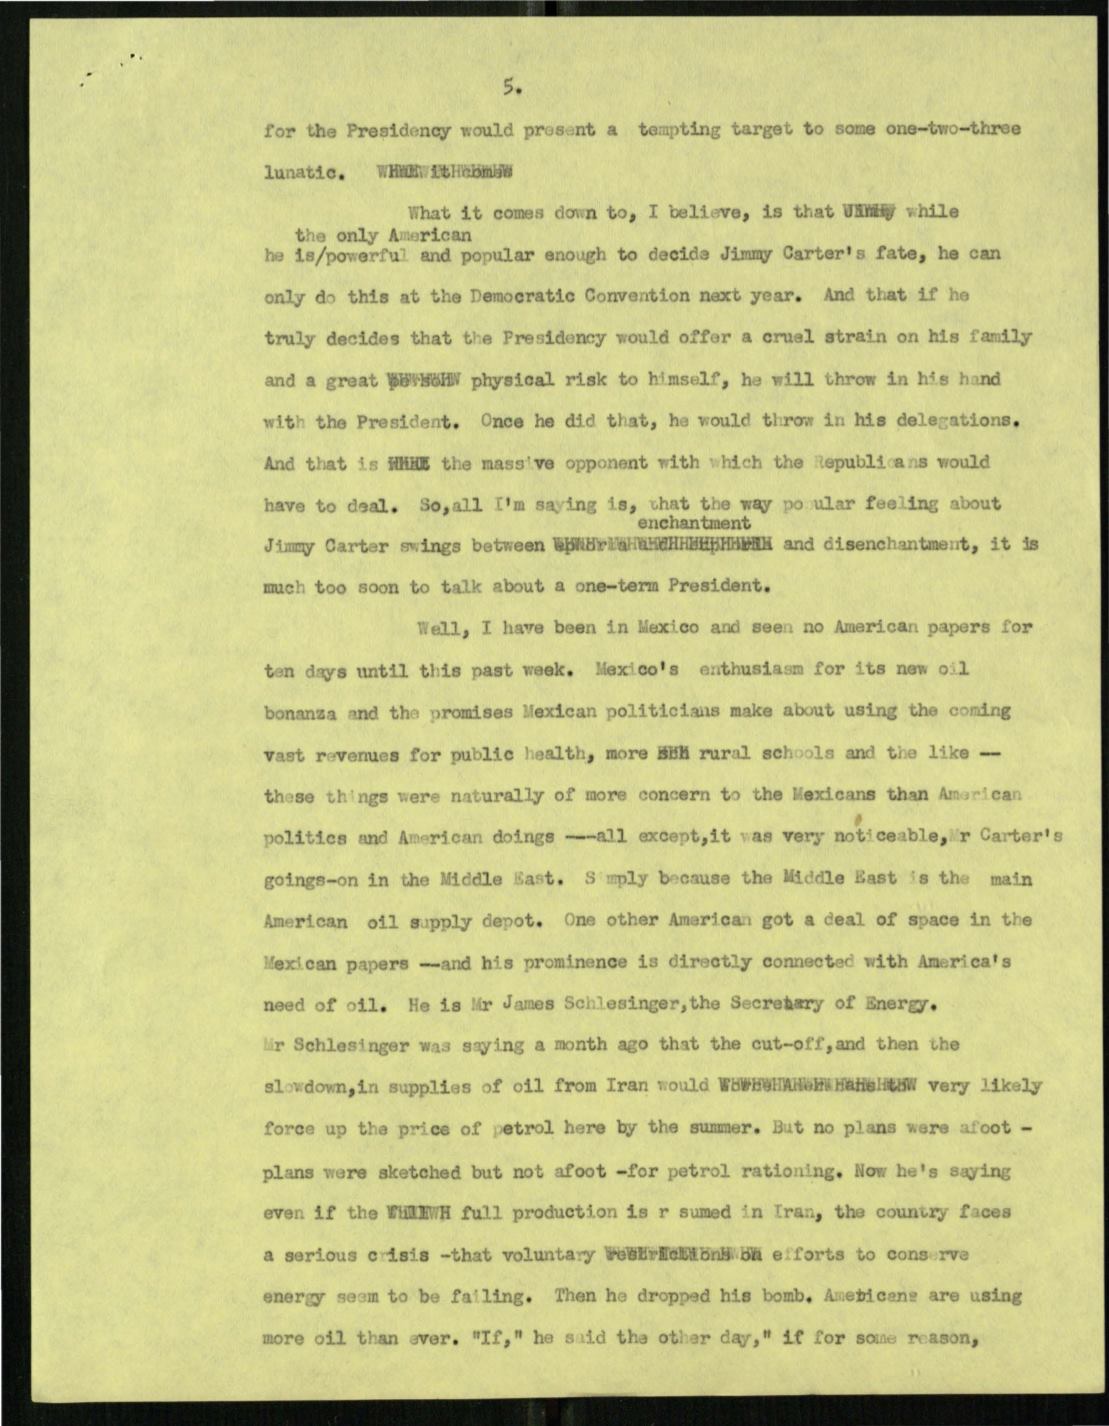 5.
for the Presidency would present a tempting target to some one-two-three
lunatic.
What it comes down to, I believe, is that while
the only American
he is/powerful and popular enough to decide Jimmy Carter's fate, he can
only do this at the Democratic Convention next year. And that if he
truly decides that the Presidency would offer a cruel strain on his family
and a great physical risk to himself, he will throw in his hand
with the President. Once he did that, he would throw in his delegations.
And that is the massive opponent with which the Republicans would
have to deal. So,all I'm saying is, that the way popular feeling about
enchantment
Jimmy Carter swings between and disenchantment, it is
much too soon to talk about a one-term President.
Well, I have been in Mexico and seen no American papers for
ten days until this past week. Mexico's enthusiasm for its new oil
bonanza and the promises Mexican politicians make about using the coming
vast revenues for public health, more rural schools and the like --
these things were naturally of more concern to the Mexicans than American
politics and American doings ---all except,it was very noticeable,Mr Carter's
goings-on in the Middle East. Simply because the Middle East is the main
American oil supply depot. One other American got a deal of space in the
Mexican papers --and his prominence is directly connected with America's
need of oil. He is Mr James Schlesinger,the Secretary of Energy.
Mr Schlesinger was saying a month ago that the cut-off,and then the
slowdown,in supplies of oil from Iran would very likely
force up the price of petrol here by the summer. But no plans were afoot -
plans were sketched but not afoot -for petrol rationing. Now he's saying
even if the full production is r sumed in Iran, the country faces
a serious crisis -that voluntary efforts to conserve
energy seem to be failing. Then he dropped his bomb. Americans are using
more oil than ever. "If," he said the other day," if for some reason,